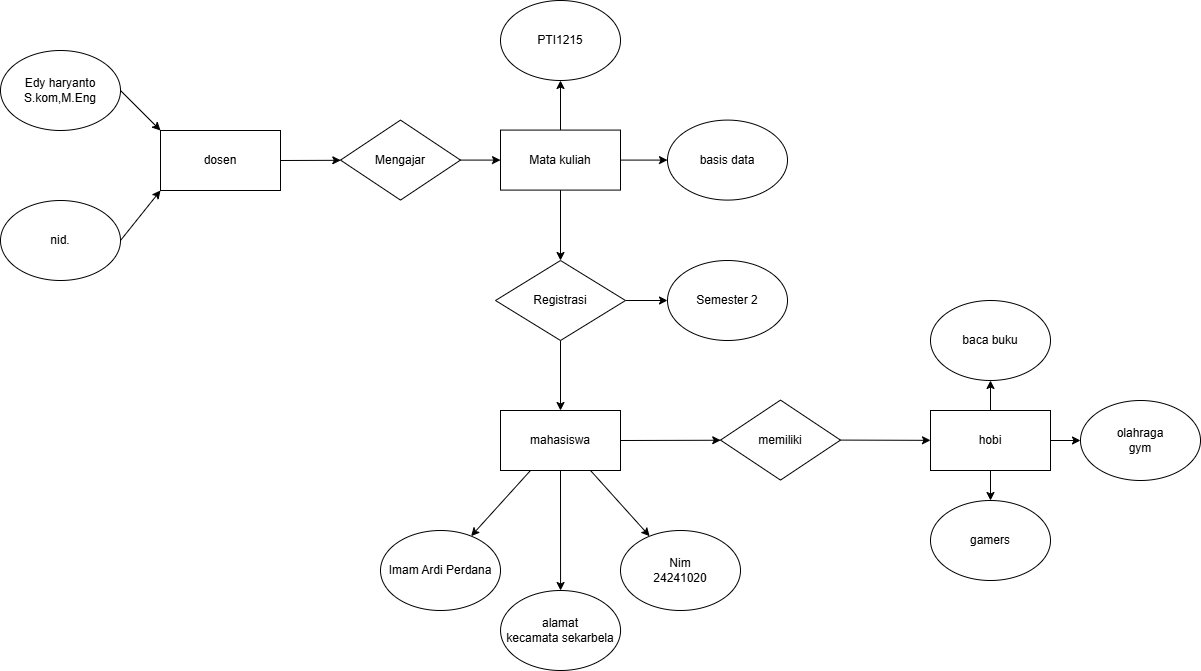 PTI1215
Edy haryanto
S.kom,M.Eng
dosen
Mengajar
Mata kuliah
basis data
nid.
Registrasi
Semester 2
baca buku
mahasiswa
memiliki
hobi
olahraga
gym
gamers
Imam Ardi Perdana
Nim
24241020
alamat
kecamata sekarbela